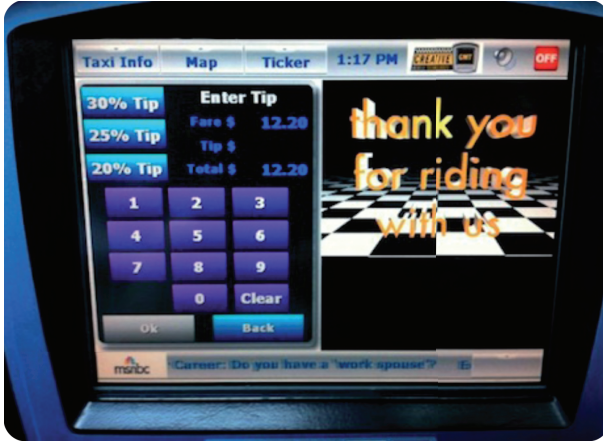 Taxi Info Map Ticker 1:17 PM CREATIVE OFF
30% Tip
25% Tip
20% Tip
Enter Tip
Fare $ 12.20
Tip $
Total $ 12.20
1 2 3
4 5 6
7 8 9
0 Clear
Ok Back
thank you
for riding
with us
msnbc Career: Do you have a 'work spouse'? E